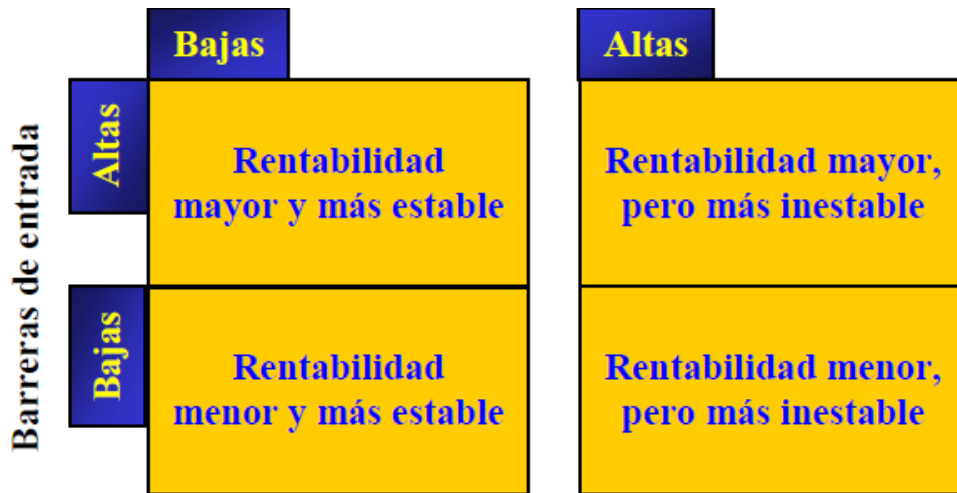 Bajas
Altas
Barreras de entrada
Altas
Rentabilidad
mayor y más estable
Rentabilidad mayor,
pero más inestable
Bajas
Rentabilidad
menor y más estable
Rentabilidad menor,
pero más inestable